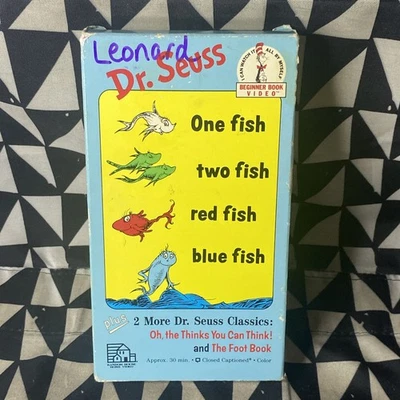 Leonard
Dr. Seuss
I CAN WATCH IT ALL BY MYSELF
BEGINNER BOOK
VIDEO
One fish
two fish
red fish
blue fish
plus 2 More Dr. Seuss Classics:
Oh, the Thinks You Can Think!
and The Foot Book
Approx. 30 min. • Closed Captioned* • Color